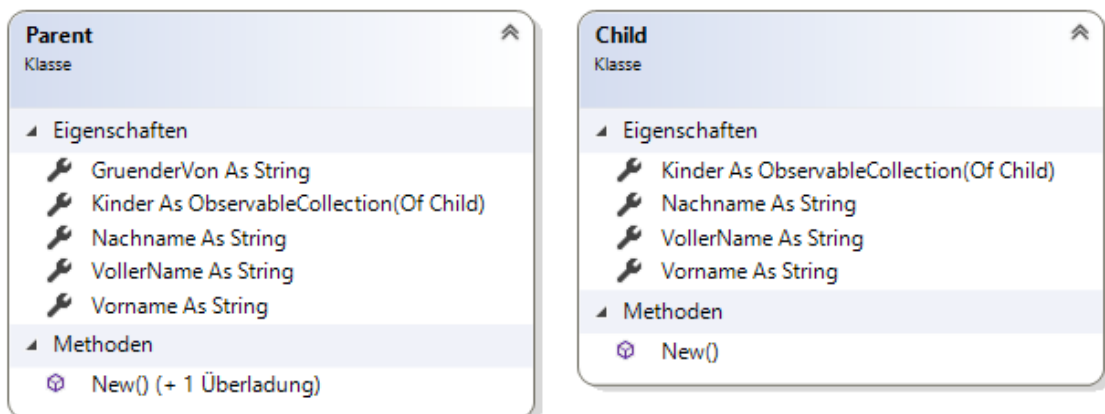 Parent
Klasse
Eigenschaften
GruenderVon As String
Kinder As ObservableCollection(Of Child)
Nachname As String
VollerName As String
Vorname As String
Methoden
New() (+ 1 Überladung)
Child
Klasse
Eigenschaften
Kinder As ObservableCollection(Of Child)
Nachname As String
VollerName As String
Vorname As String
Methoden
New()